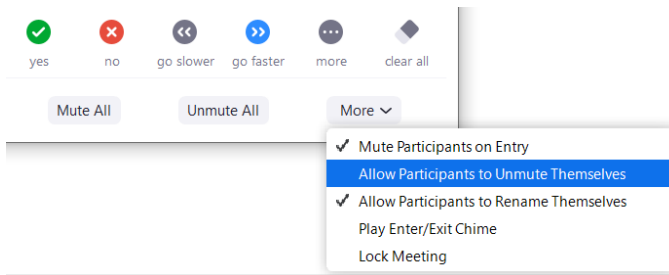 yes no go slower go faster more clear all
Mute All Unmute All More
Mute Participants on Entry
Allow Participants to Unmute Themselves
Allow Participants to Rename Themselves
Play Enter/Exit Chime
Lock Meeting